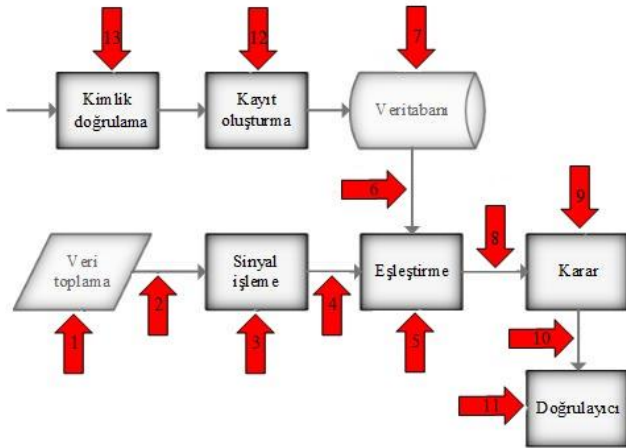 13
12
7
Kimlik
doğrulama
Kayıt
oluşturma
Veritabanı
6
9
8
Veri
toplama
Sinyal
işleme
Eşleştirme
Karar
2
4
1
3
5
10
11
Doğrulayıcı